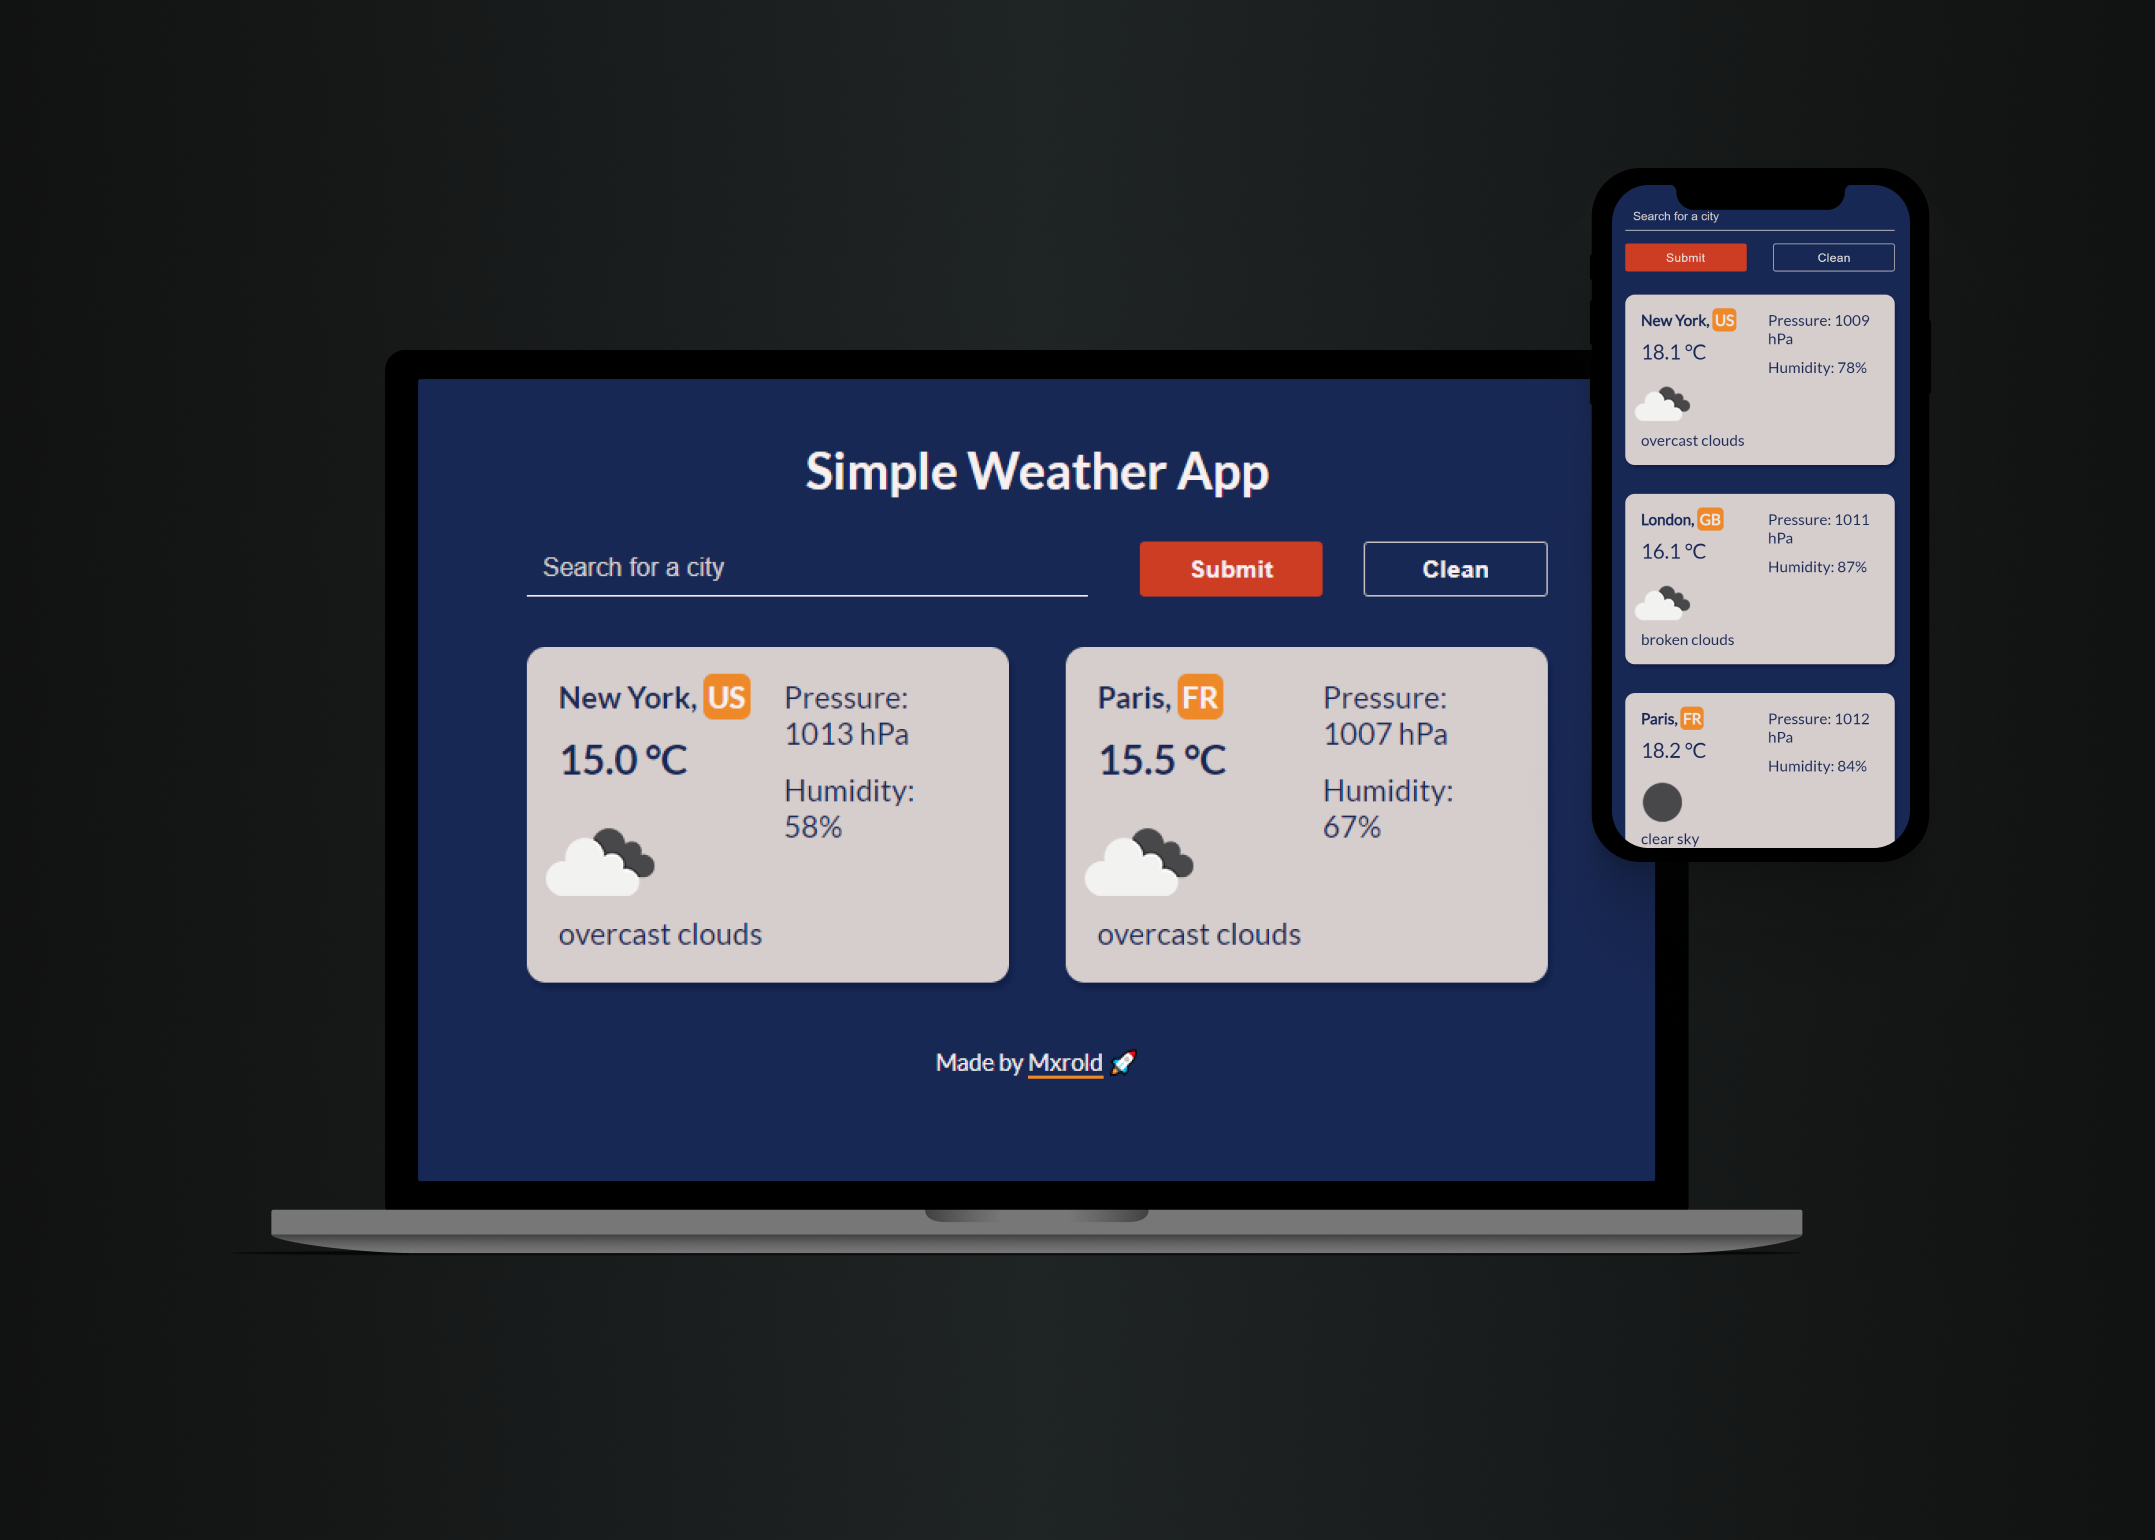 Simple Weather App
Search for a city
Submit
Clean
New York, US
15.0 °C
overcast clouds
Pressure:
1013 hPa
Humidity:
58%
Paris, FR
15.5 °C
overcast clouds
Pressure:
1007 hPa
Humidity:
67%
Made by Mxrold 🚀
Search for a city
Submit
Clean
New York, US
18.1 °C
overcast clouds
Pressure: 1009
hPa
Humidity: 78%
London, GB
16.1 °C
broken clouds
Pressure: 1011
hPa
Humidity: 87%
Paris, FR
18.2 °C
clear sky
Pressure: 1012
hPa
Humidity: 84%